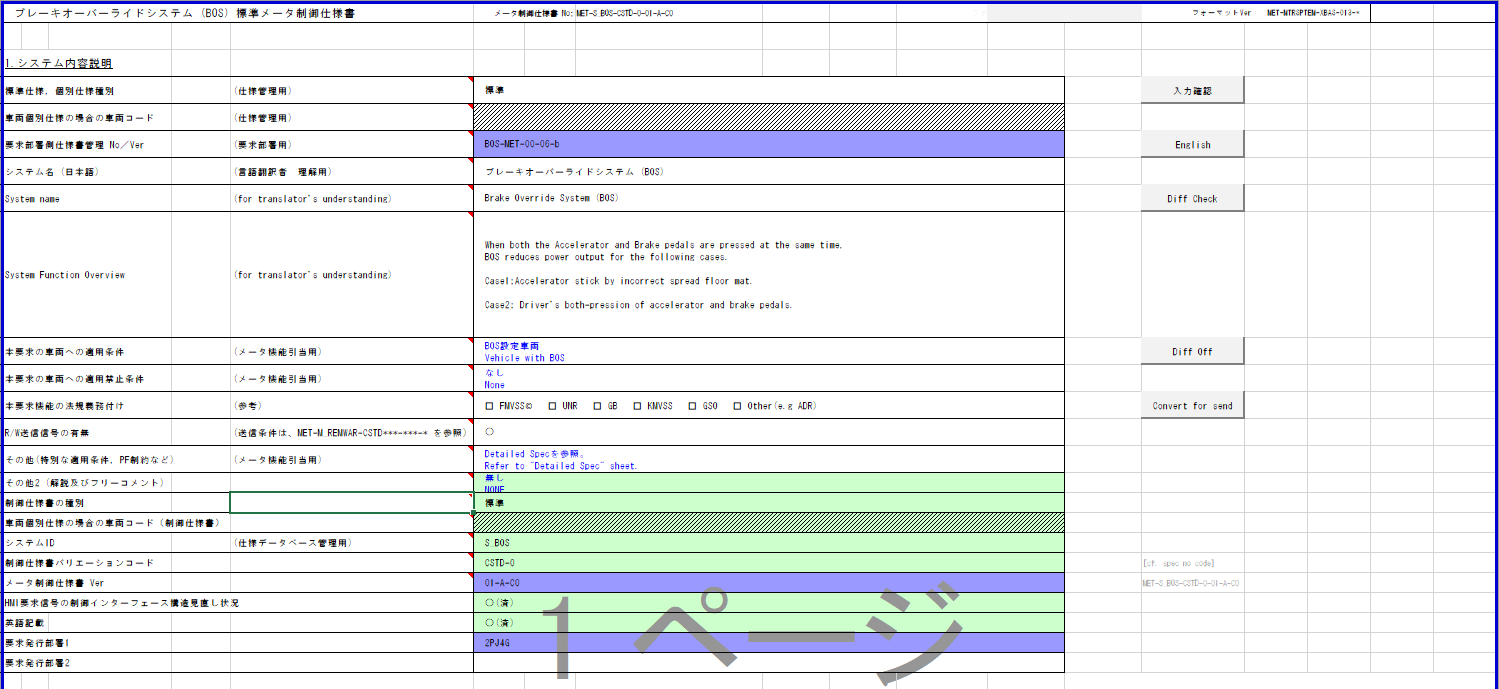 ブレーキオーバーライドシステム (BOS) 標準メータ制御仕様書 メータ制御仕様書 No: MET-S_BOS-CSTD-0-01-A-C0 フォーマットVer MET-MTRSPTEM-XBAS-013-*
1. システム内容説明
標準仕様、個別仕様種別 (仕様管理用) 標準 入力確認
車両個別仕様の場合の車両コード (仕様管理用)
要求部署側仕様書管理 No/Ver (要求部署用) BOS-MET-00-06-b English
システム名 (日本語) (言語翻訳者 理解用) ブレーキオーバーライドシステム (BOS)
System name (for translator's understanding) Brake Override System (BOS) Diff Check
System Function Overview (for translator's understanding)
When both the Accelerator and Brake pedals are pressed at the same time,
BOS reduces power output for the following cases.
Case1:Accelerator stick by incorrect spread floor mat.
Case2: Driver's both-pression of accelerator and brake pedals.
本要求の車両への適用条件 (メータ機能引当用) BOS設定車両 Diff Off
Vehicle with BOS
本要求の車両への適用禁止条件 (メータ機能引当用) なし
None
本要求機能の法規義務付け (参考) □ FMVSS© □ UNR □ GB □ KMVSS □ GSO □ Other(e.g ADR) Convert for send
R/W送信信号の有無 (送信条件は、MET-M_REMWAR-CSTD***-***-* を参照) ○
その他(特別な適用条件、PF制約など) (メータ機能引当用) Detailed Specを参照。
Refer to "Detailed Spec" sheet.
その他2 (解説及びフリーコメント) 無し
NONE
制御仕様書の種別 標準
車両個別仕様の場合の車両コード (制御仕様書)
システムID (仕様データベース管理用) S_BOS
制御仕様書バリエーションコード CSTD-0 [cf. spec no code]
メータ制御仕様書 Ver 01-A-C0 MET-S_BOS-CSTD-0-01-A-C0
HMI要求信号の制御インターフェース構造見直し状況 ○(済)
英語記載 ○(済)
要求発行部署1 2PJ4G
要求発行部署2
1 ページ